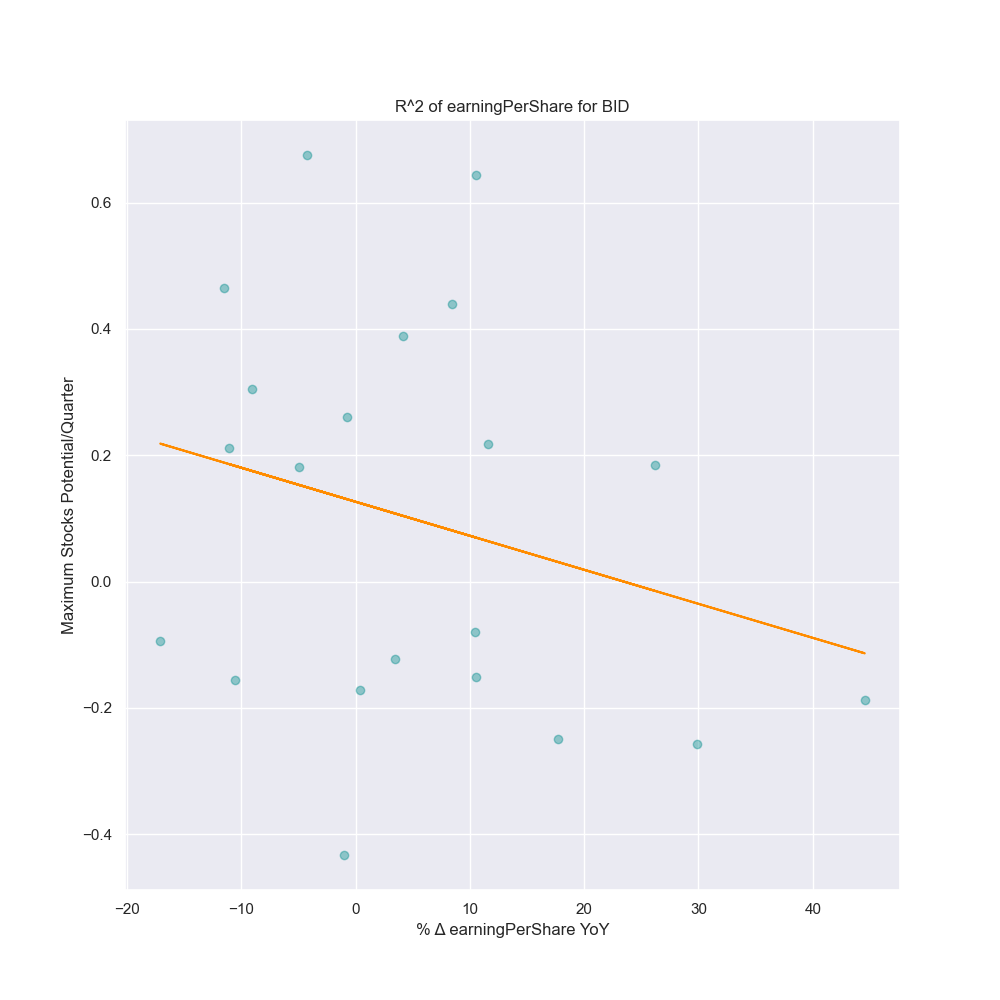 R^2 of earningPerShare for BID
Maximum Stocks Potential/Quarter
0.6
0.4
0.2
0.0
−0.2
−0.4
−20 −10 0 10 20 30 40
% Δ earningPerShare YoY